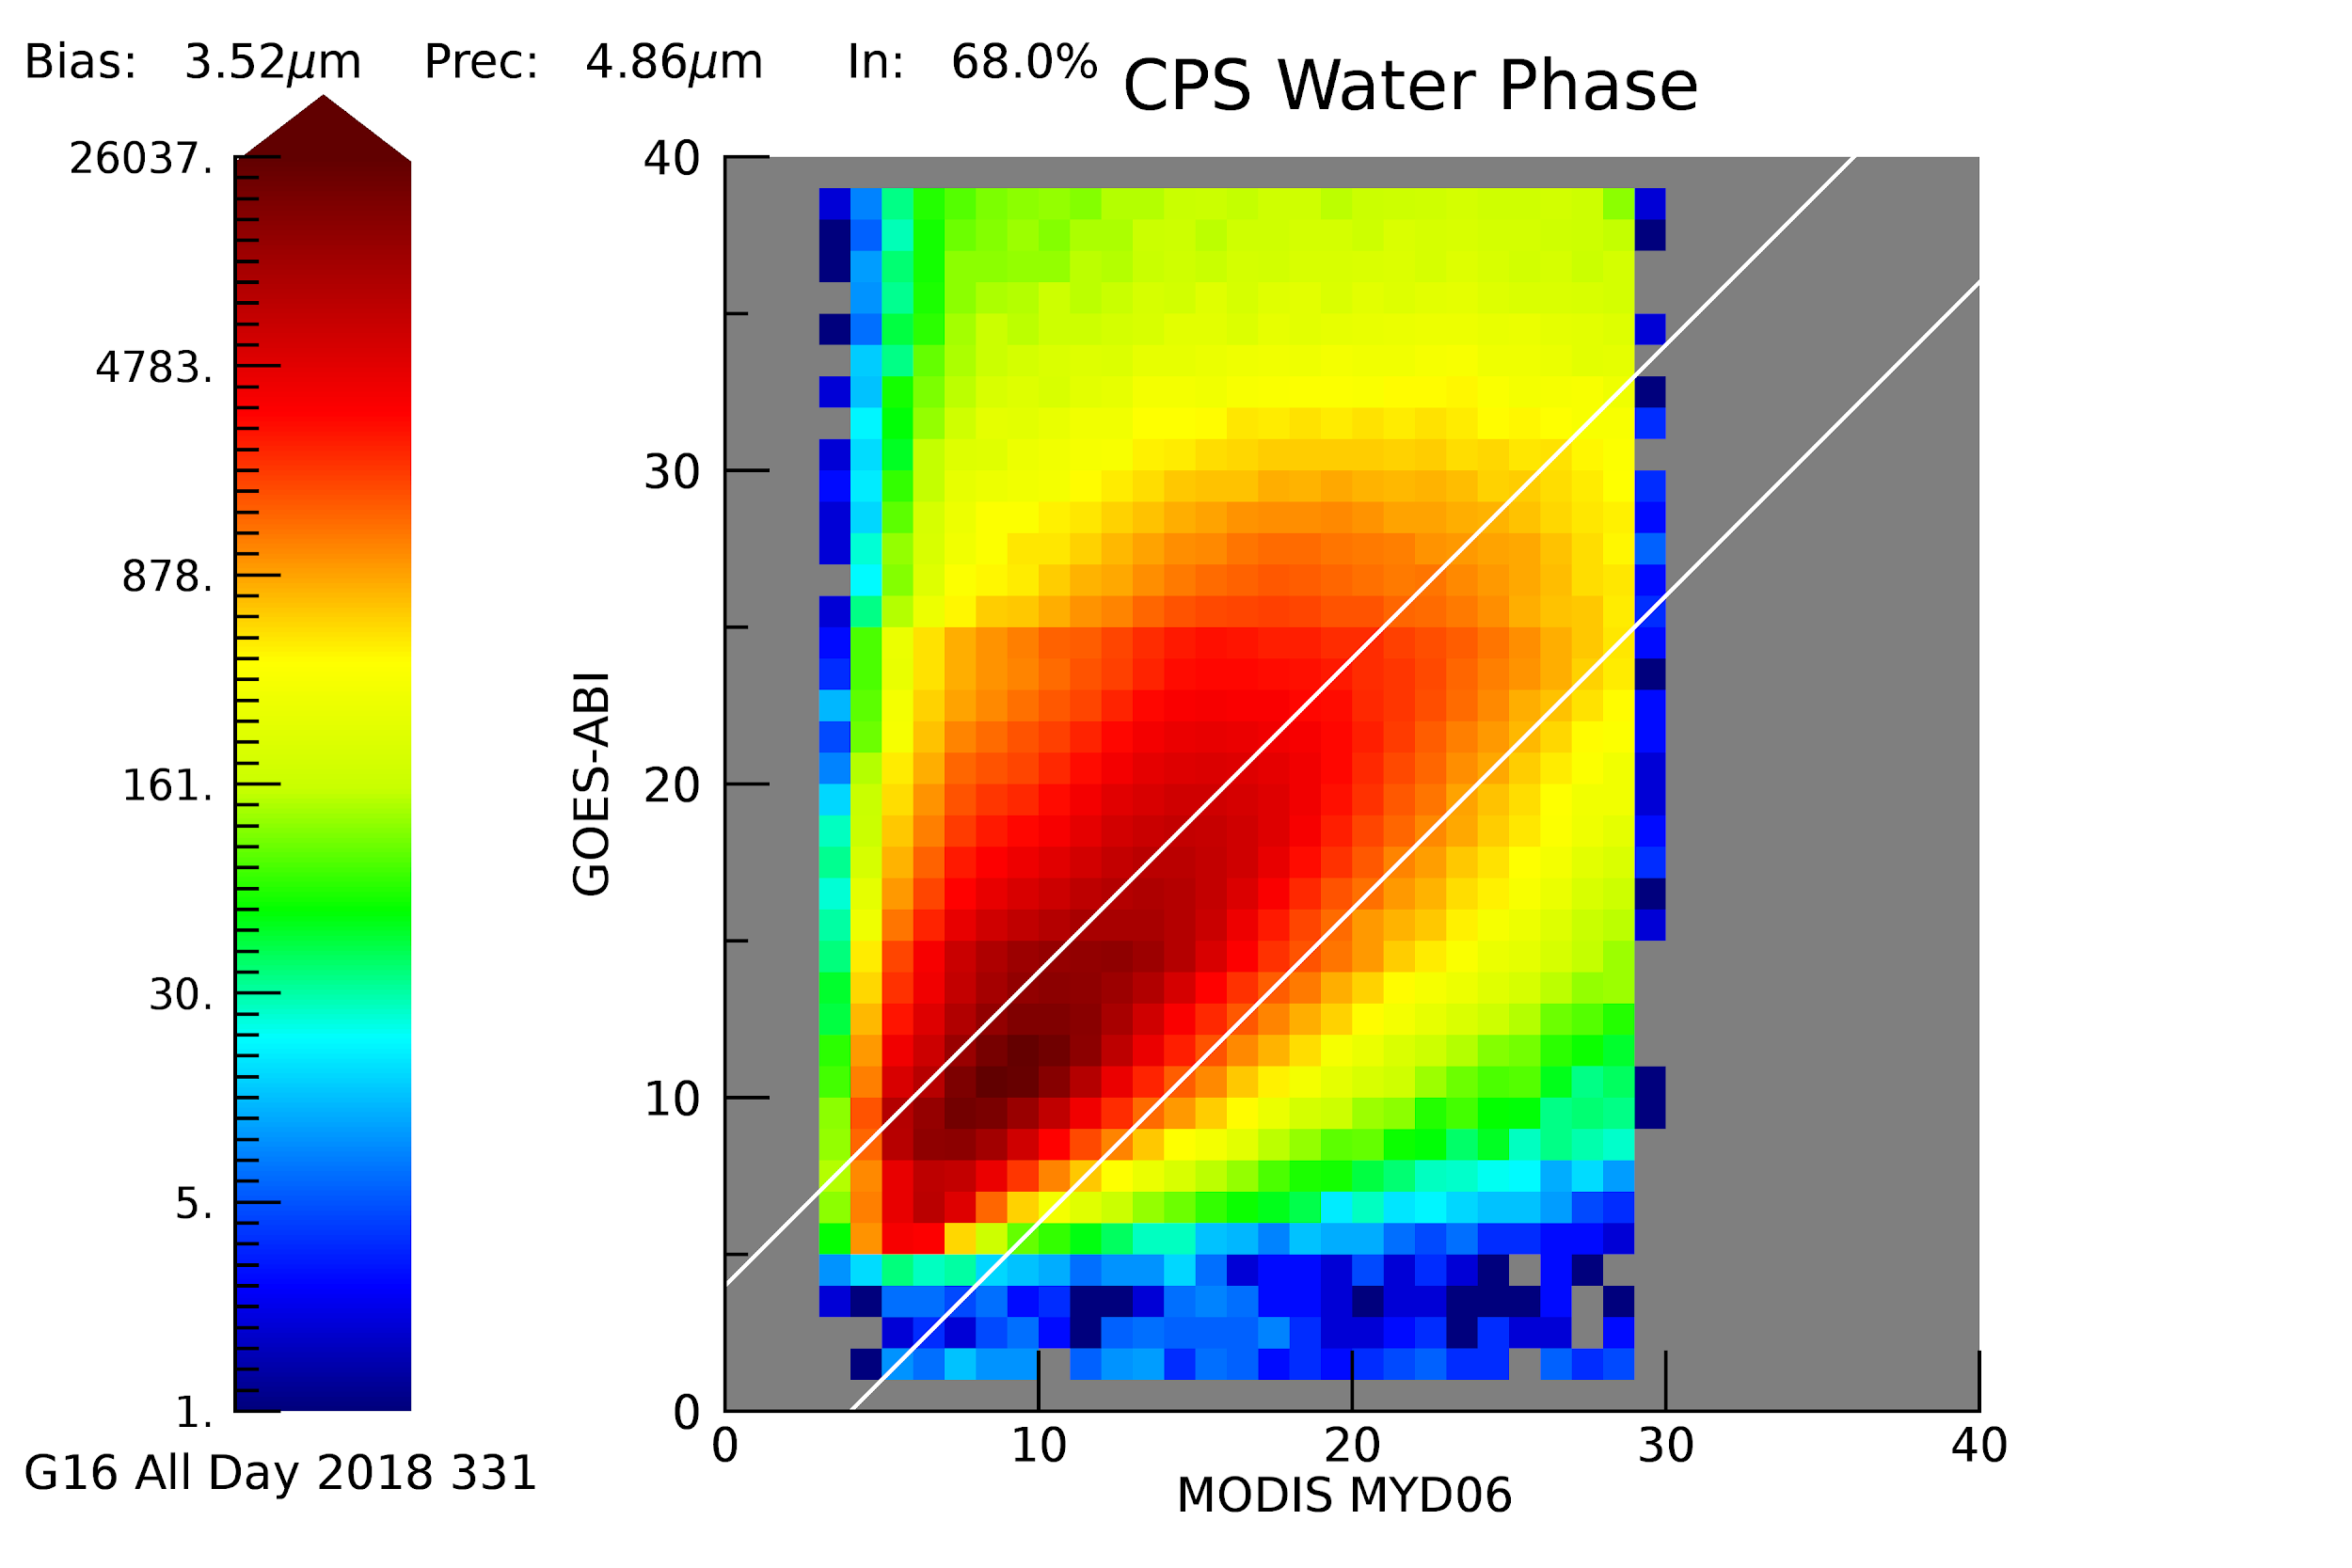 Bias: 3.52μm Prec: 4.86μm In: 68.0%
CPS Water Phase
26037.
4783.
878.
161.
30.
5.
1.
G16 All Day 2018 331
GOES-ABI
40
30
20
10
0
0 10 20 30 40
MODIS MYD06